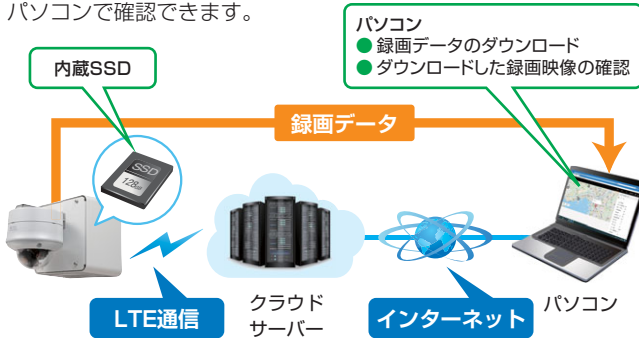 パソコンで確認できます。
パソコン
● 録画データのダウンロード
● ダウンロードした録画映像の確認
内蔵SSD
録画データ
SSD
128GB
LTE通信
クラウド
サーバー
インターネット
パソコン